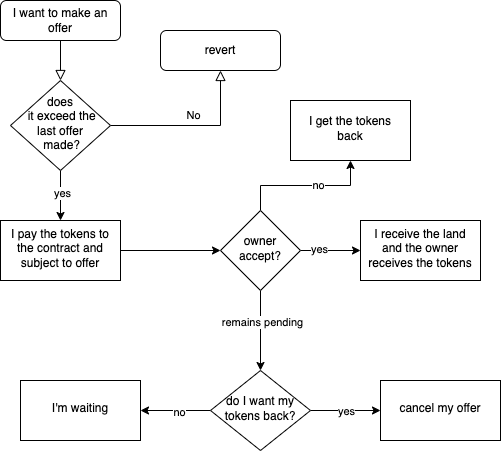 I want to make an
offer
revert
does
it exceed the
last offer
made?
No
I get the tokens
back
yes
no
I pay the tokens to
the contract and
subject to offer
owner
accept?
yes
I receive the land
and the owner
receives the tokens
remains pending
I'm waiting
no
do I want my
tokens back?
yes
cancel my offer